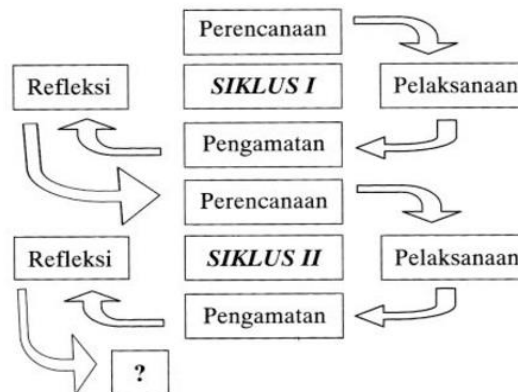 Perencanaan
Refleksi
SIKLUS I
Pelaksanaan
Pengamatan
Perencanaan
Refleksi
SIKLUS II
Pelaksanaan
Pengamatan
?